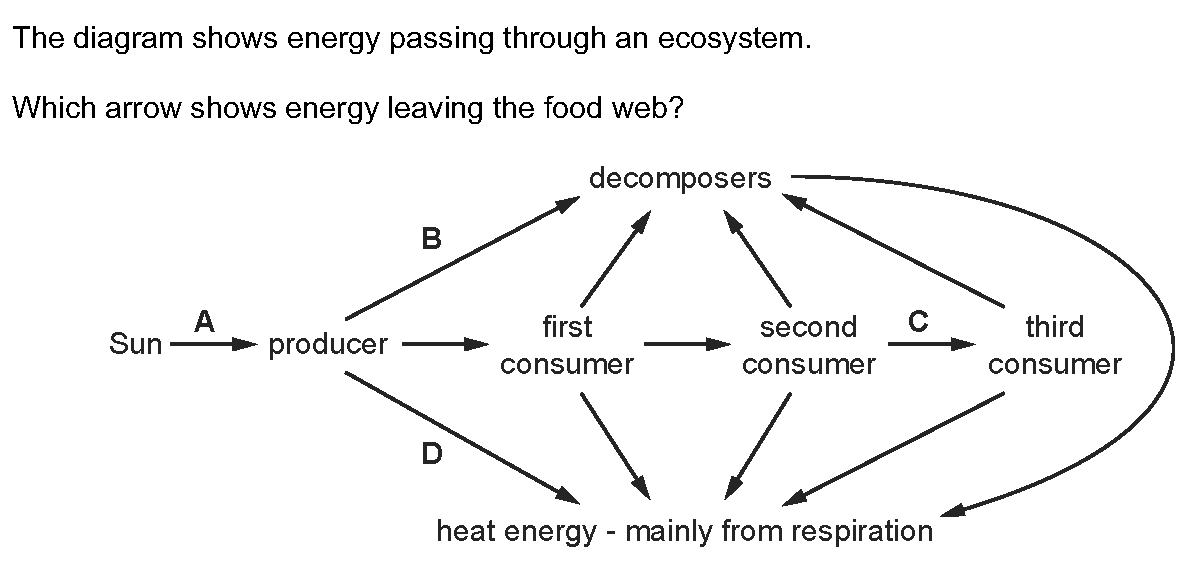 The diagram shows energy passing through an ecosystem.
Which arrow shows energy leaving the food web?
decomposers
B
A
C
Sun
producer
first
consumer
second
consumer
third
consumer
D
heat energy - mainly from respiration